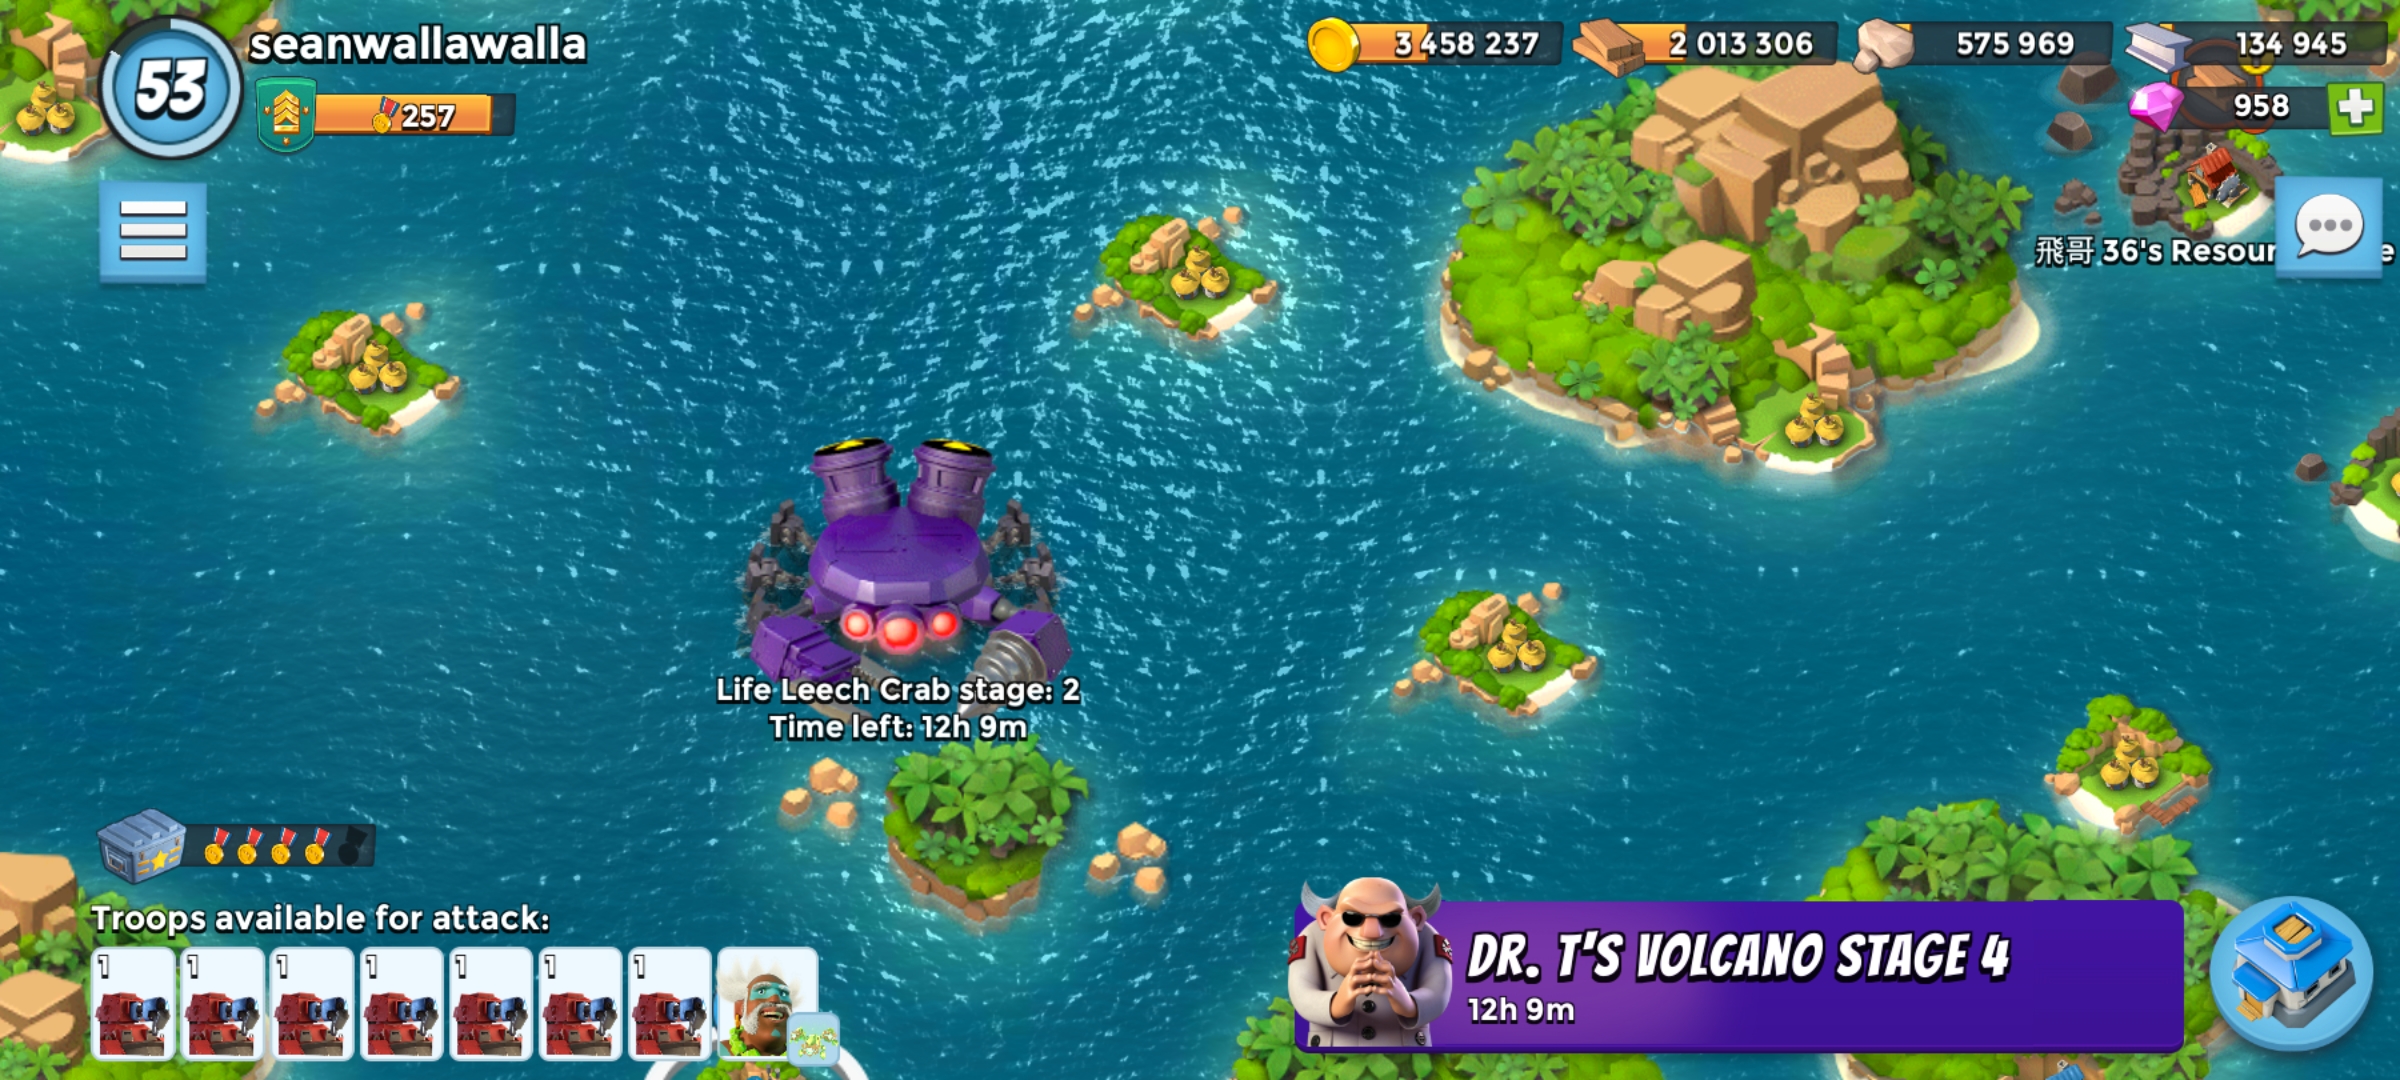 53
seanwallawalla
257
3 458 237
2 013 306
575 969
134 945
958
飛哥 36's
Life Leech Crab stage: 2
Time left: 12h 9m
Troops available for attack:
1
1
1
1
1
1
1
DR. T'S VOLCANO STAGE 4
12h 9m